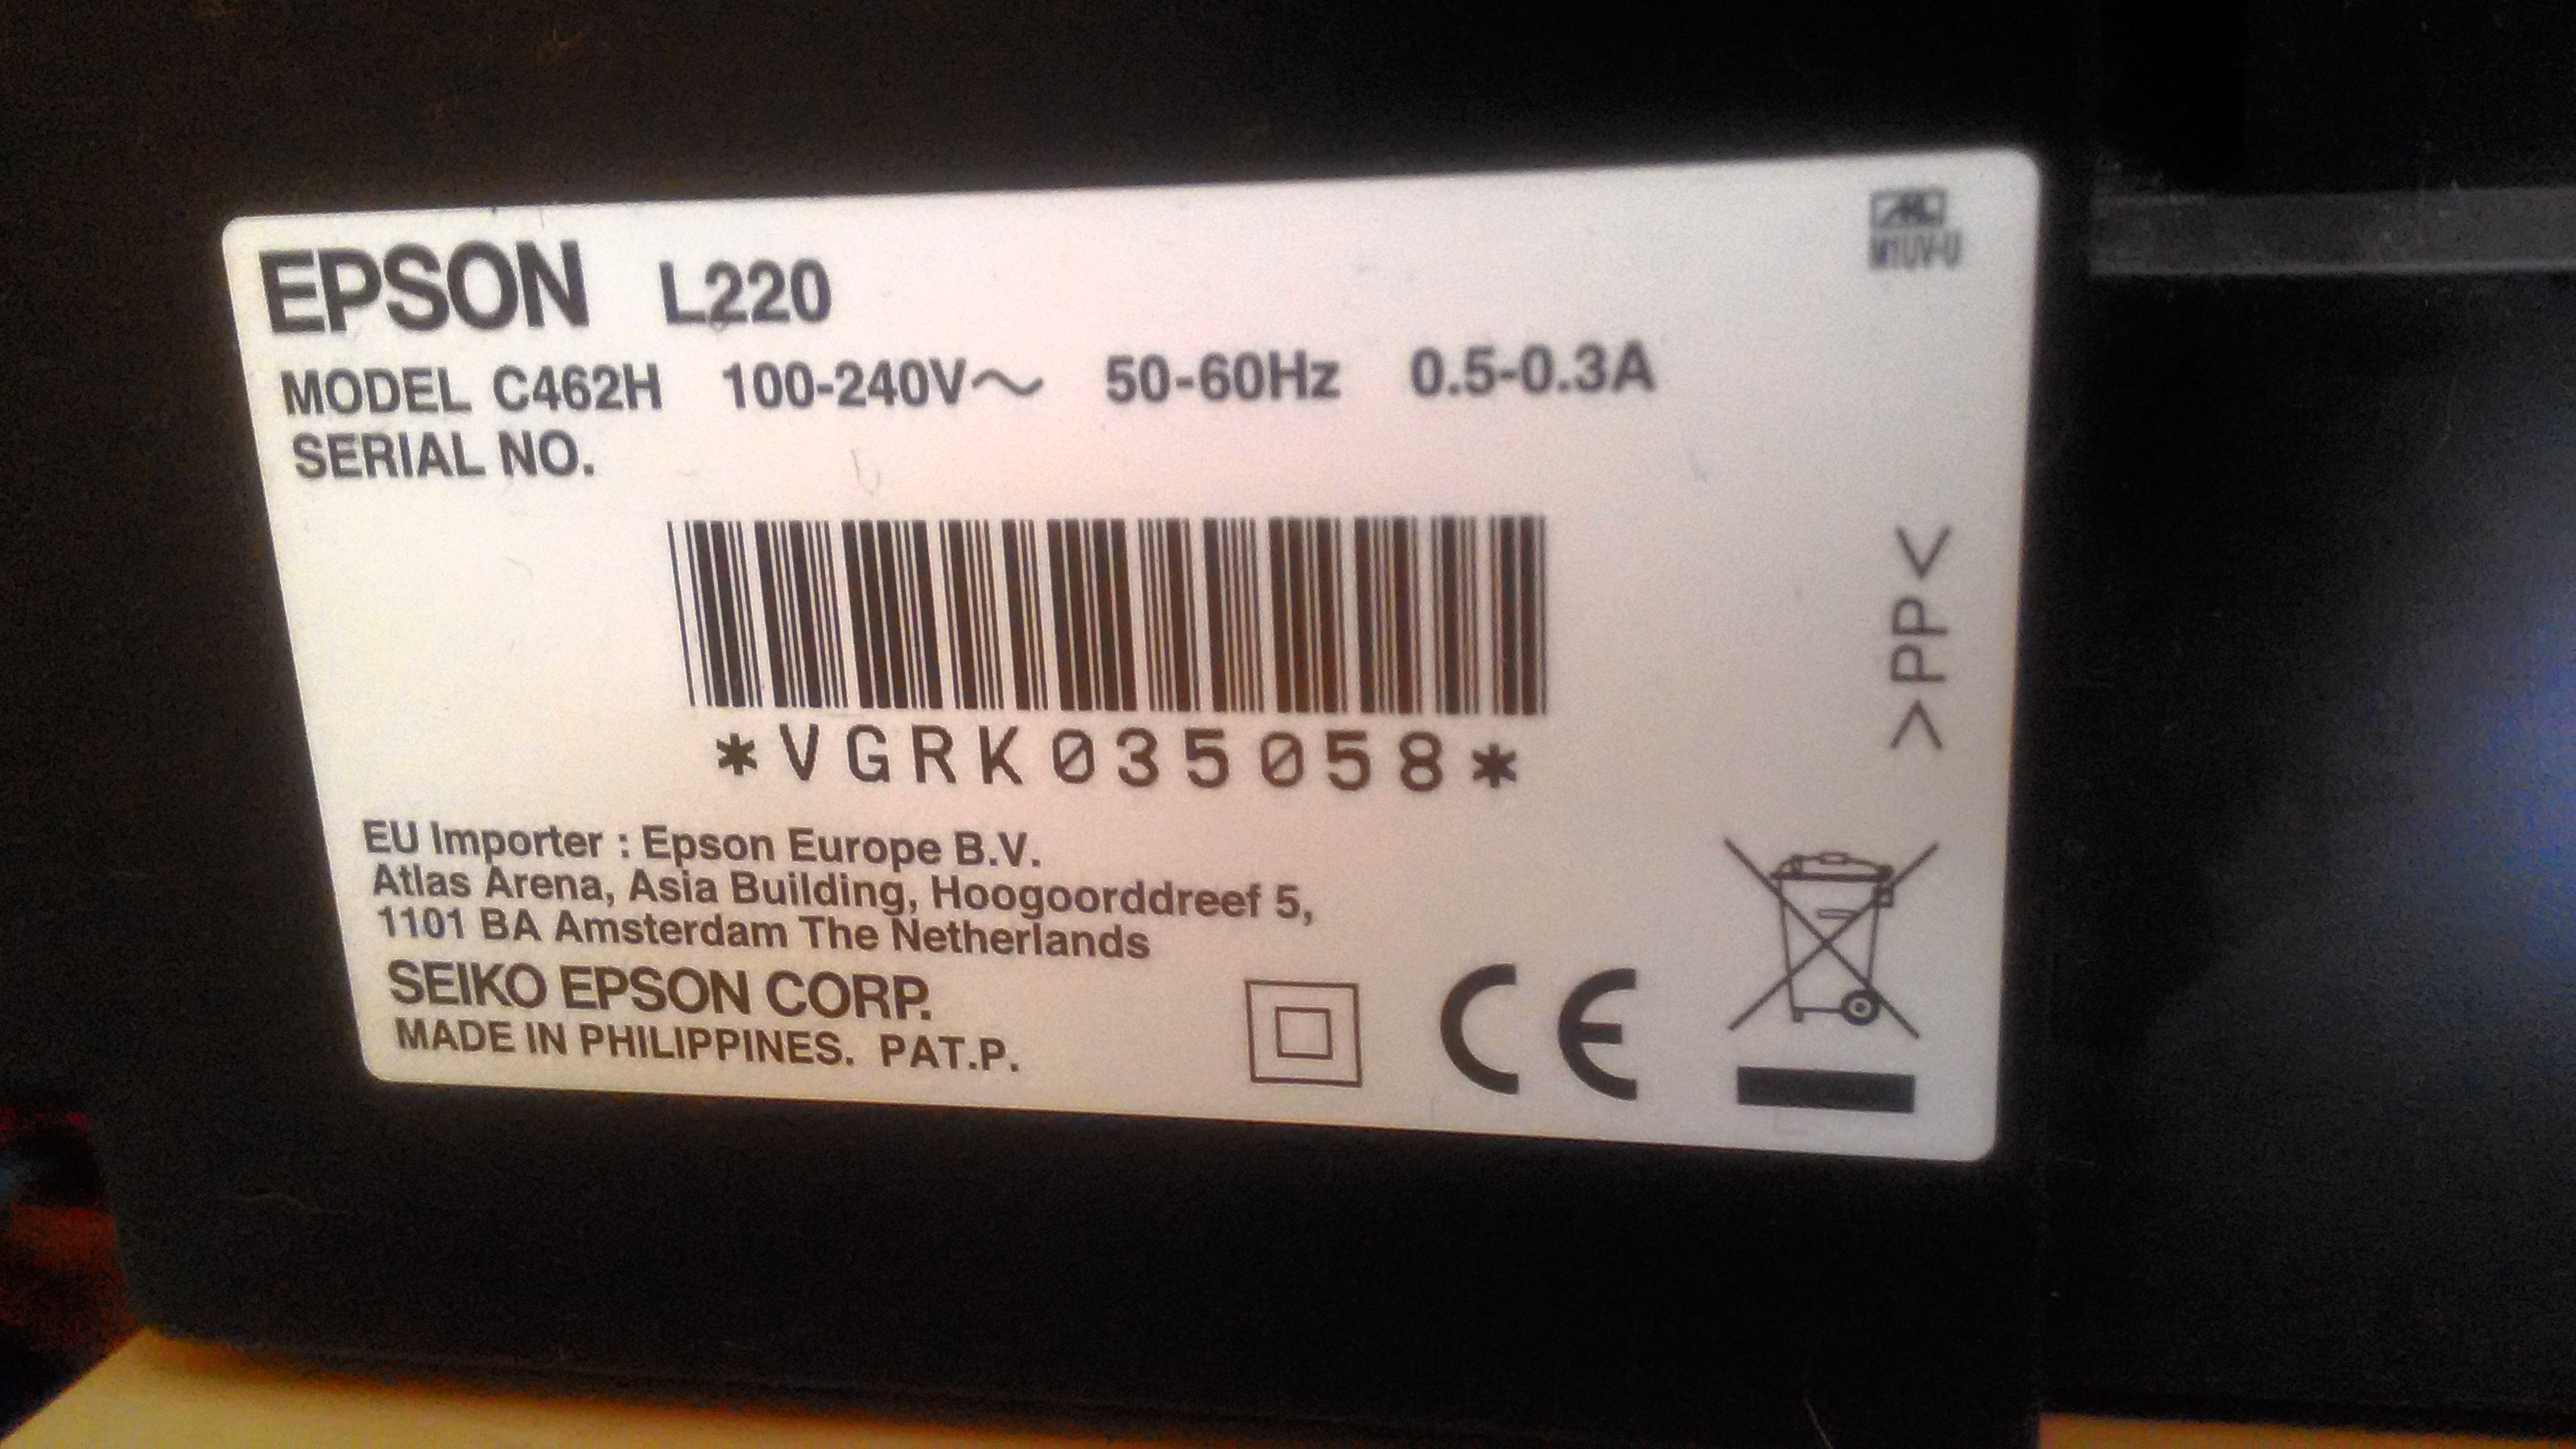 EPSON L220
MODEL C462H 100-240V～ 50-60Hz 0.5-0.3A
SERIAL NO.
*VGRK035058*
>PP<
EU Importer : Epson Europe B.V.
Atlas Arena, Asia Building, Hoogoorddreef 5,
1101 BA Amsterdam The Netherlands
SEIKO EPSON CORP.
MADE IN PHILIPPINES. PAT.P.
CE